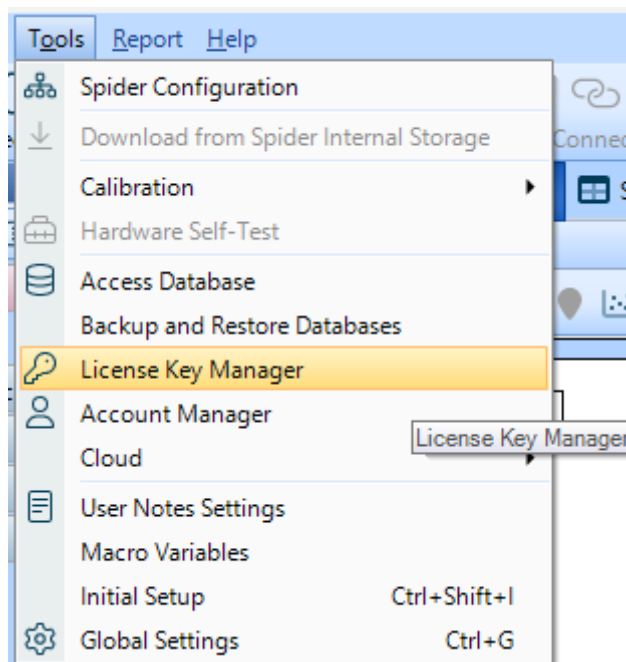 Tools Report Help
Spider Configuration
Download from Spider Internal Storage
Connec
Calibration
S
Hardware Self-Test
Access Database
Backup and Restore Databases
License Key Manager
Account Manager
License Key Manager
Cloud
User Notes Settings
Macro Variables
Initial Setup Ctrl+Shift+I
Global Settings Ctrl+G